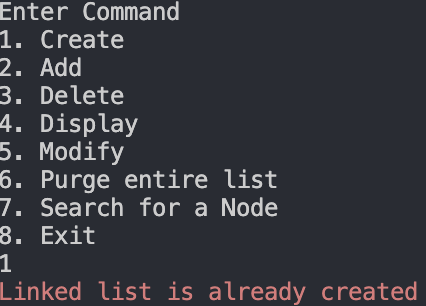 Enter Command
1. Create
2. Add
3. Delete
4. Display
5. Modify
6. Purge entire list
7. Search for a Node
8. Exit
1
Linked list is already created